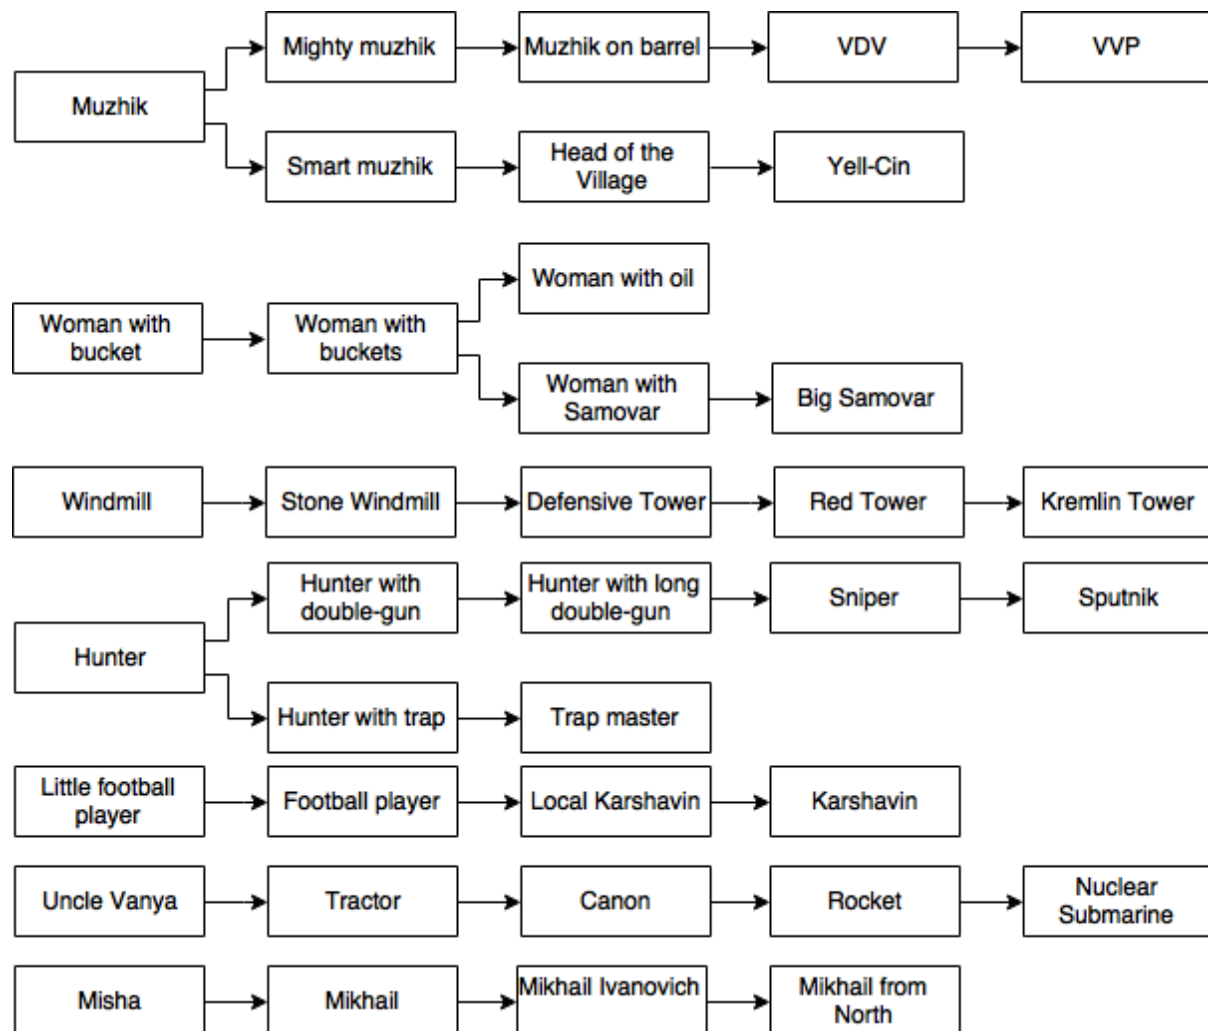 Mighty muzhik
Muzhik on barrel
VDV
VVP
Muzhik
Smart muzhik
Head of the
Village
Yell-Cin
Woman with oil
Woman with
bucket
Woman with
buckets
Woman with
Samovar
Big Samovar
Windmill
Stone Windmill
Defensive Tower
Red Tower
Kremlin Tower
Hunter with
double-gun
Hunter with long
double-gun
Sniper
Sputnik
Hunter
Hunter with trap
Trap master
Little football
player
Football player
Local Karshavin
Karshavin
Uncle Vanya
Tractor
Canon
Rocket
Nuclear
Submarine
Misha
Mikhail
Mikhail Ivanovich
Mikhail from
North